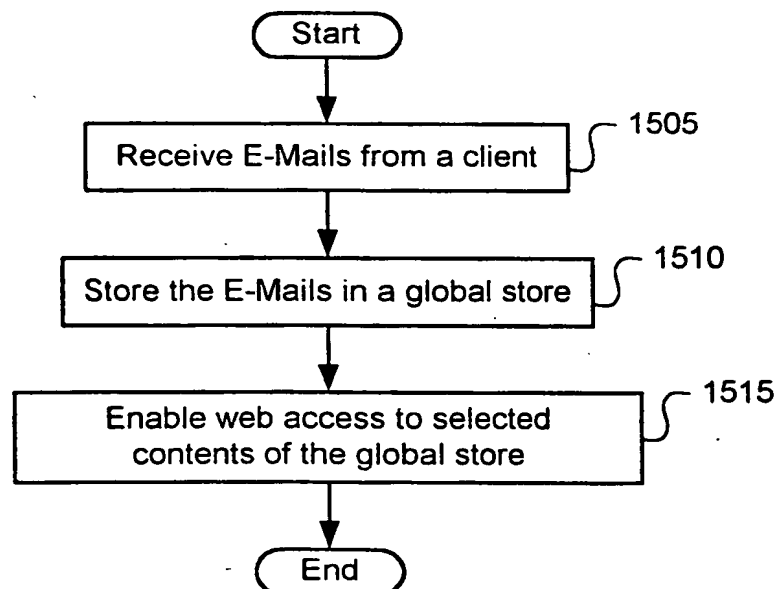 Start
Receive E-Mails from a client
1505
Store the E-Mails in a global store
1510
Enable web access to selected
contents of the global store
1515
End